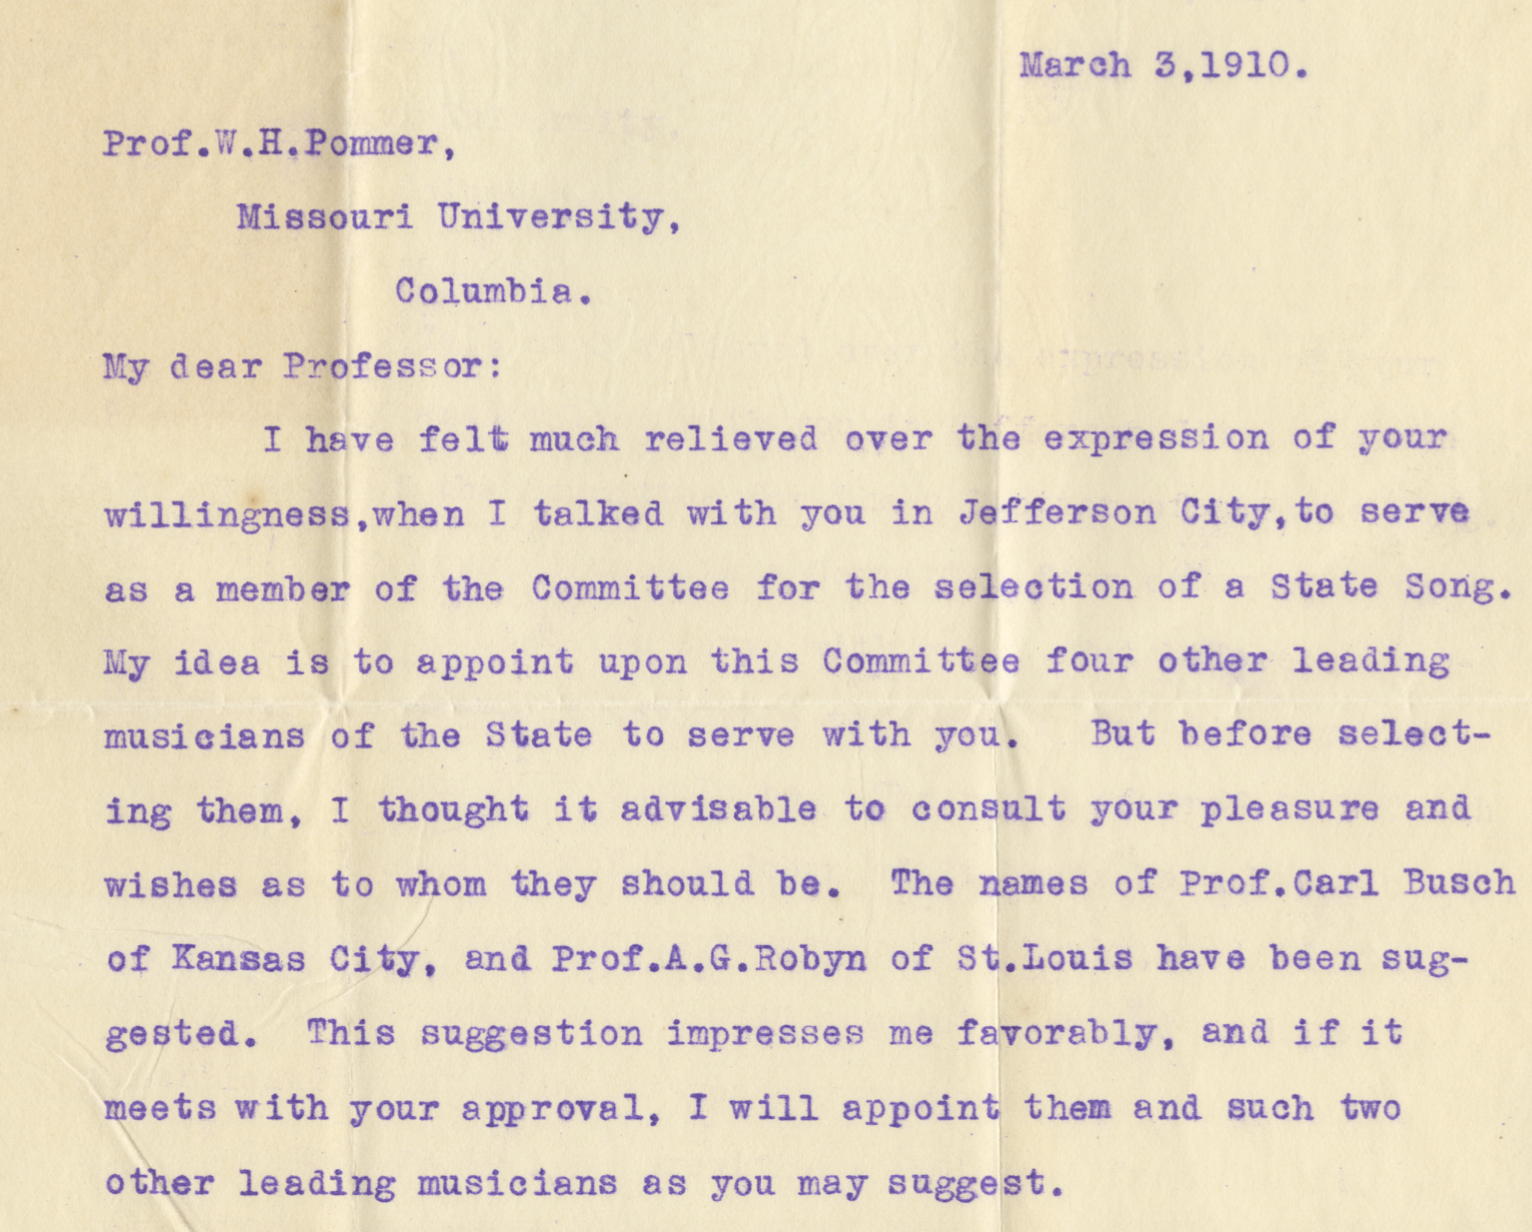 March 3,1910.
Prof.W.H.Pommer,
Missouri University,
Columbia.
My dear Professor:
I have felt much relieved over the expression of your
willingness,when I talked with you in Jefferson City,to serve
as a member of the Committee for the selection of a State Song.
My idea is to appoint upon this Committee four other leading
musicians of the State to serve with you. But before select-
ing them, I thought it advisable to consult your pleasure and
wishes as to whom they should be. The names of Prof.Carl Busch
of Kansas City, and Prof.A.G.Robyn of St.Louis have been sug-
gested. This suggestion impresses me favorably, and if it
meets with your approval, I will appoint them and such two
other leading musicians as you may suggest.